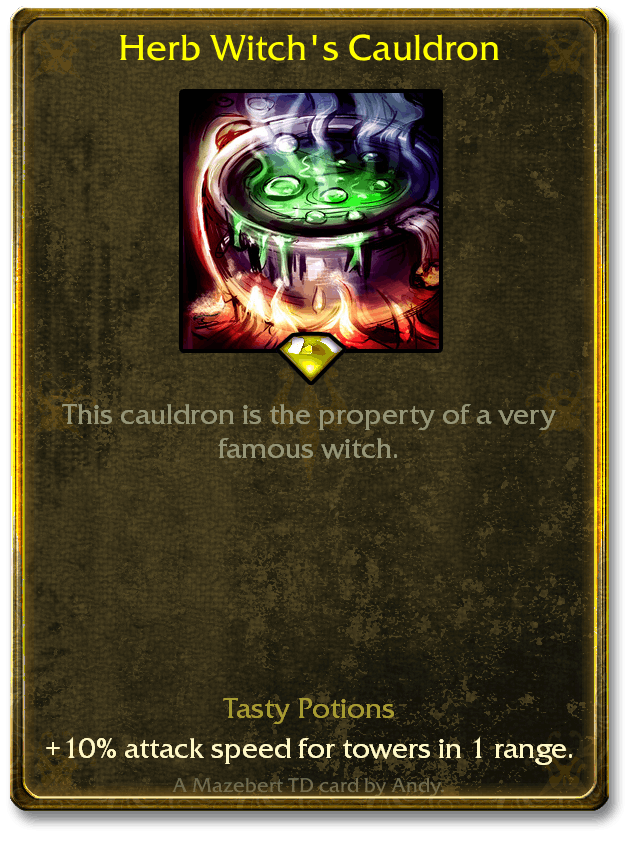 Herb Witch's Cauldron
This cauldron is the property of a very
famous witch.
Tasty Potions
+10% attack speed for towers in 1 range.
A Mazebert TD card by Andy.